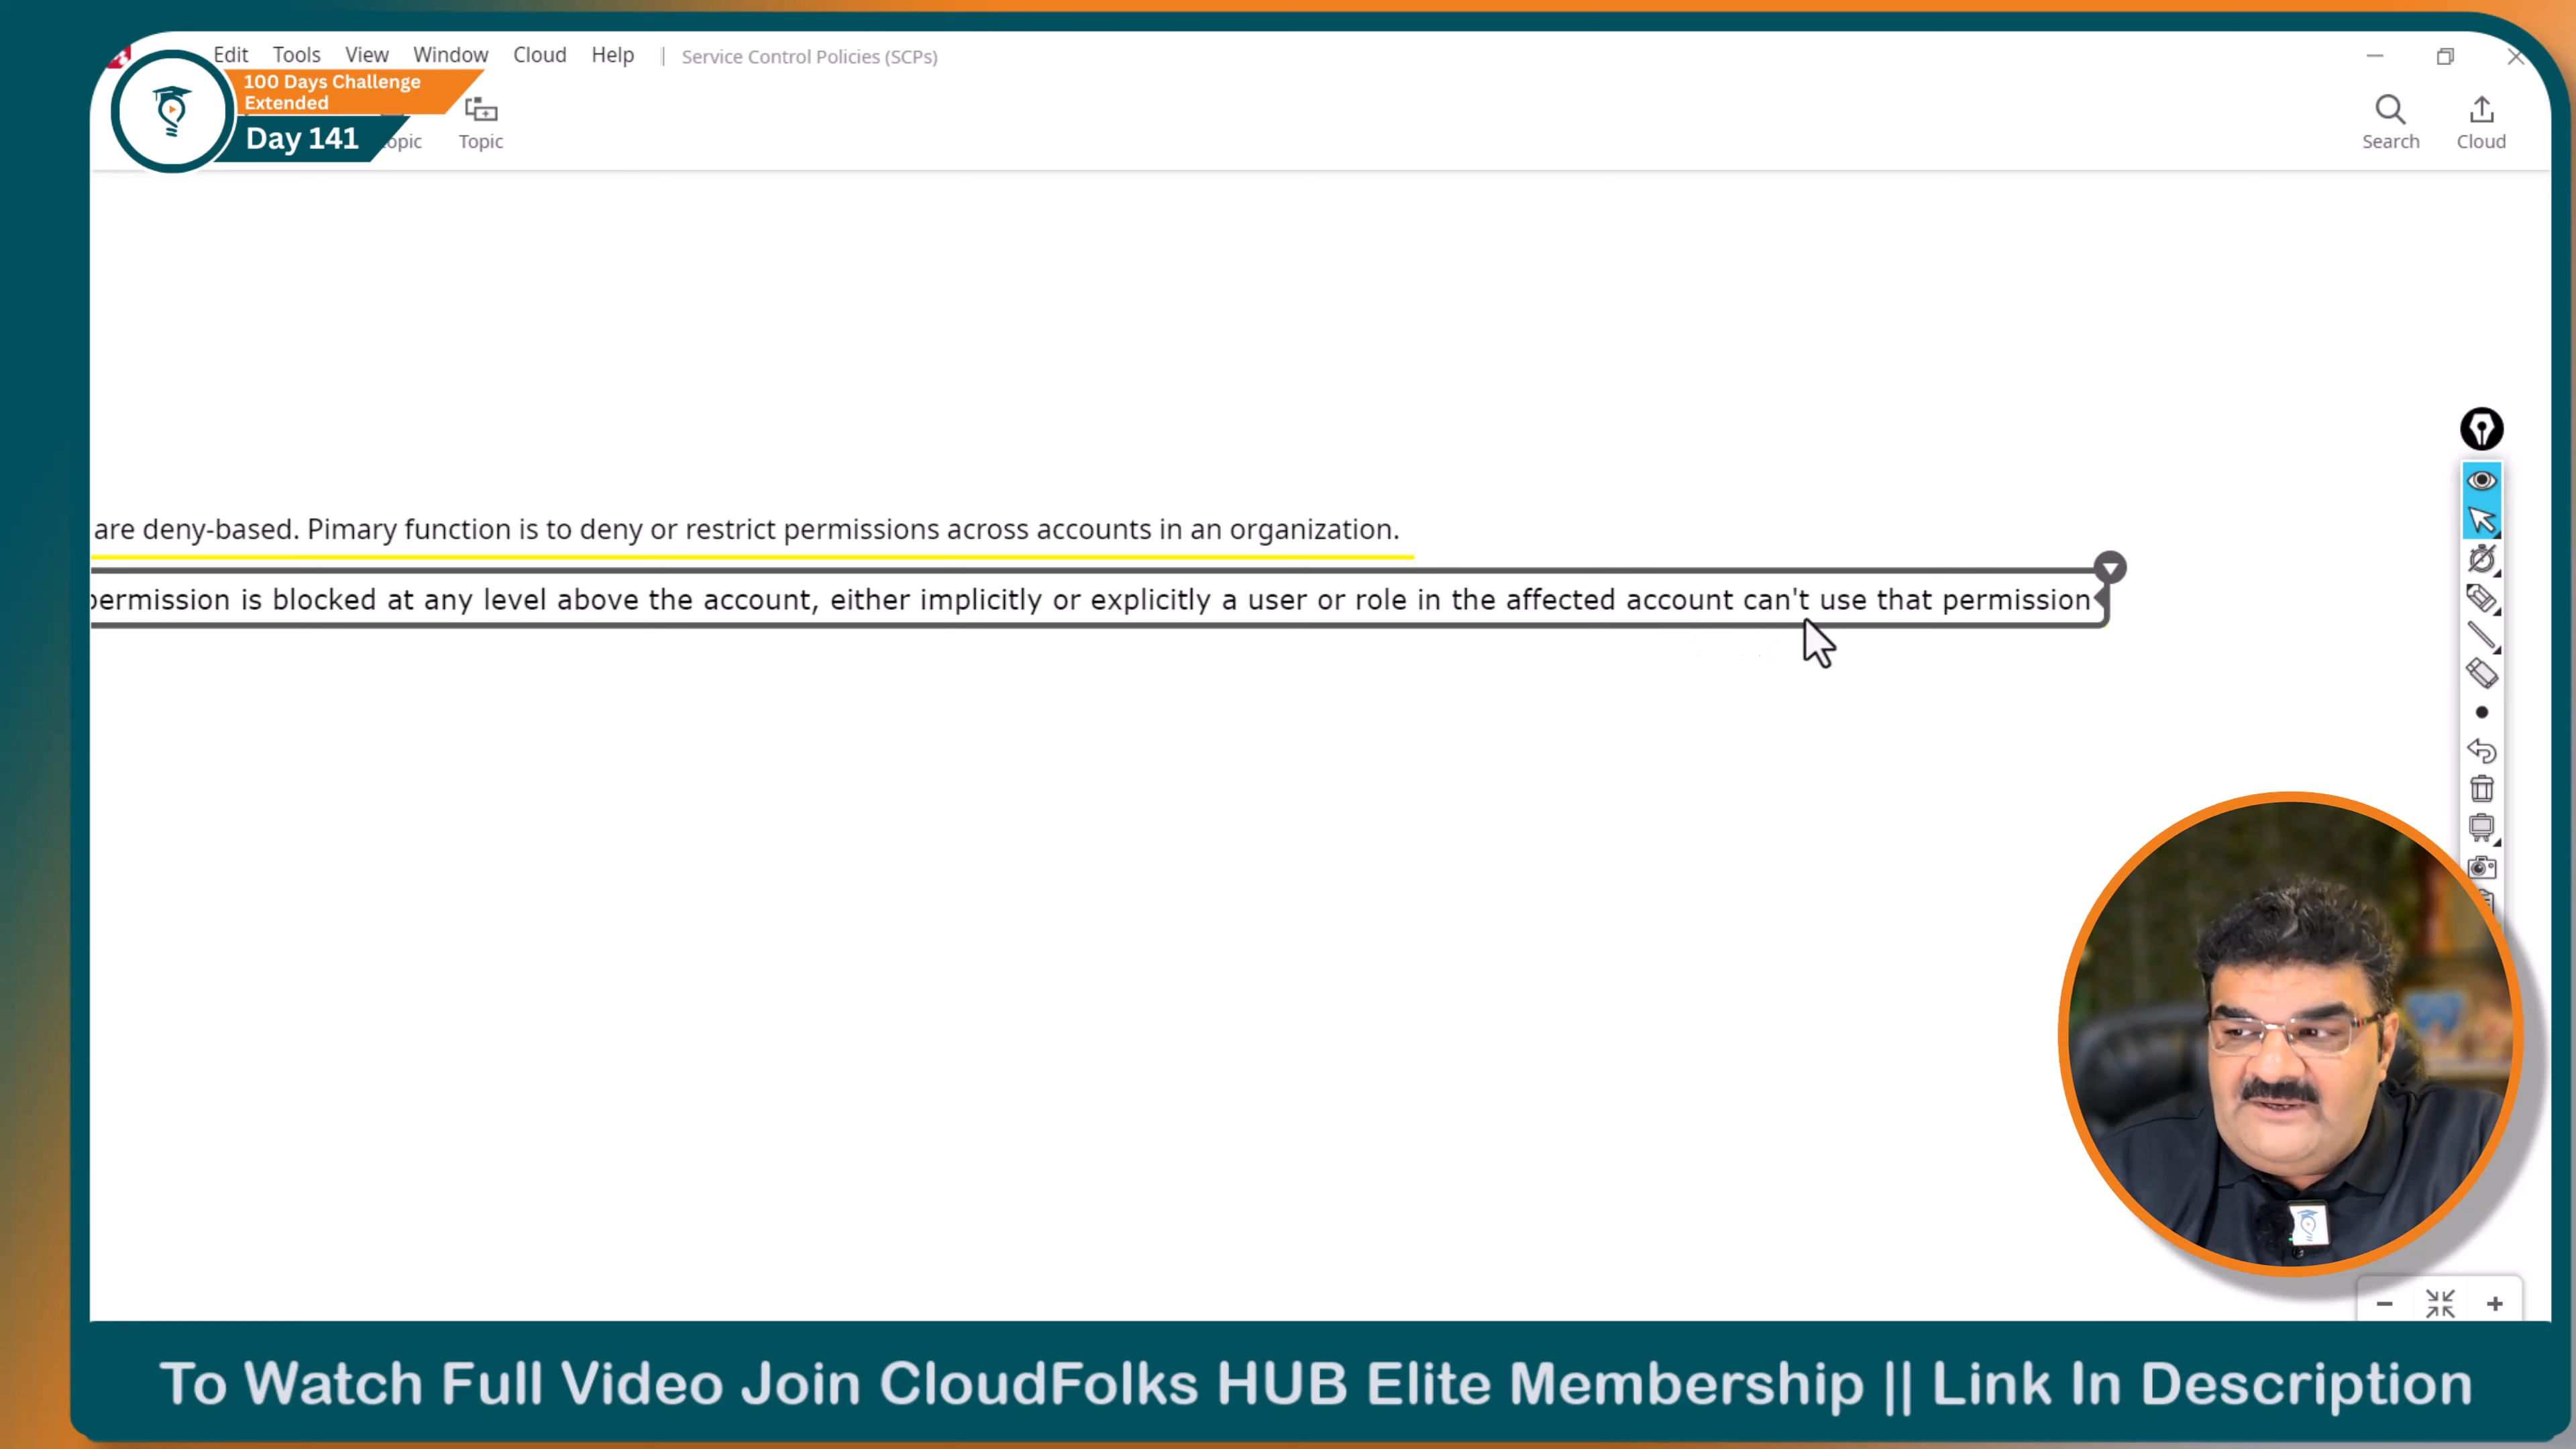 Edit Tools View Window Cloud Help | Service Control Policies (SCPs)
100 Days Challenge
Extended
Day 141
opic Topic
Search Cloud
are deny-based. Pimary function is to deny or restrict permissions across accounts in an organization.
permission is blocked at any level above the account, either implicitly or explicitly a user or role in the affected account can't use that permission
To Watch Full Video Join CloudFolks HUB Elite Membership || Link In Description